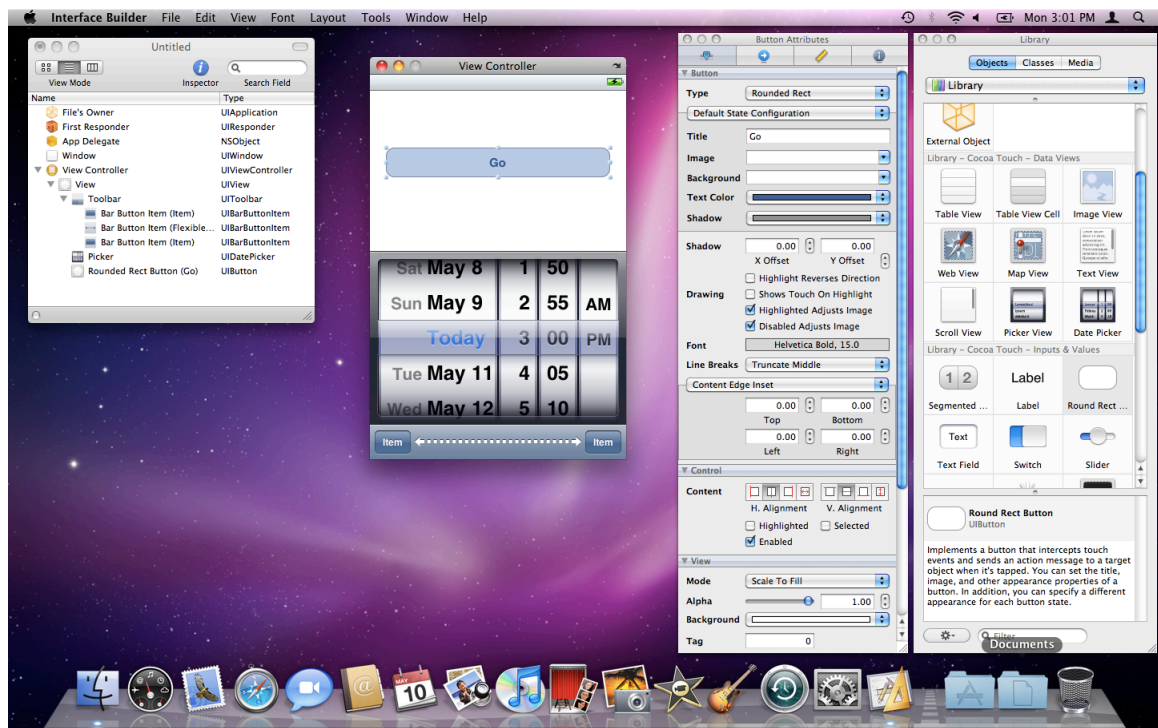 Interface Builder File Edit View Font Layout Tools Window Help
Mon 3:01 PM
Untitled
View Mode
Inspector
Search Field
Name Type
File's Owner UIApplication
First Responder UIResponder
App Delegate NSObject
Window UIWindow
View Controller UIViewController
View UIView
Toolbar UIToolbar
Bar Button Item (Item) UIBarButtonItem
Bar Button Item (Flexible... UIBarButtonItem
Bar Button Item (Item) UIBarButtonItem
Picker UIDatePicker
Rounded Rect Button (Go) UIButton
View Controller
Go
Sat May 8 1 50
Sun May 9 2 55 AM
Today 3 00 PM
Tue May 11 4 05
Wed May 12 5 10
Item Item
Button Attributes
Button
Type Rounded Rect
Default State Configuration
Title Go
Image
Background
Text Color
Shadow
Shadow 0.00 0.00
X Offset Y Offset
Highlight Reverses Direction
Drawing Shows Touch On Highlight
Highlighted Adjusts Image
Disabled Adjusts Image
Font Helvetica Bold, 15.0
Line Breaks Truncate Middle
Content Edge Inset
0.00 0.00
Top Bottom
0.00 0.00
Left Right
Control
Content
H. Alignment V. Alignment
Highlighted Selected
Enabled
View
Mode Scale To Fill
Alpha 1.00
Background
Tag 0
Library
Objects Classes Media
Library
External Object
Library – Cocoa Touch – Data Views
Table View Table View Cell Image View
Web View Map View Text View
Scroll View Picker View Date Picker
Library – Cocoa Touch – Inputs & Values
1 2 Label
Segmented ... Label Round Rect ...
Text
Text Field Switch Slider
Round Rect Button
UIButton
Implements a button that intercepts touch
events and sends an action message to a target
object when it's tapped. You can set the title,
image, and other appearance properties of a
button. In addition, you can specify a different
appearance for each button state.
Filter
Documents
MAY
10